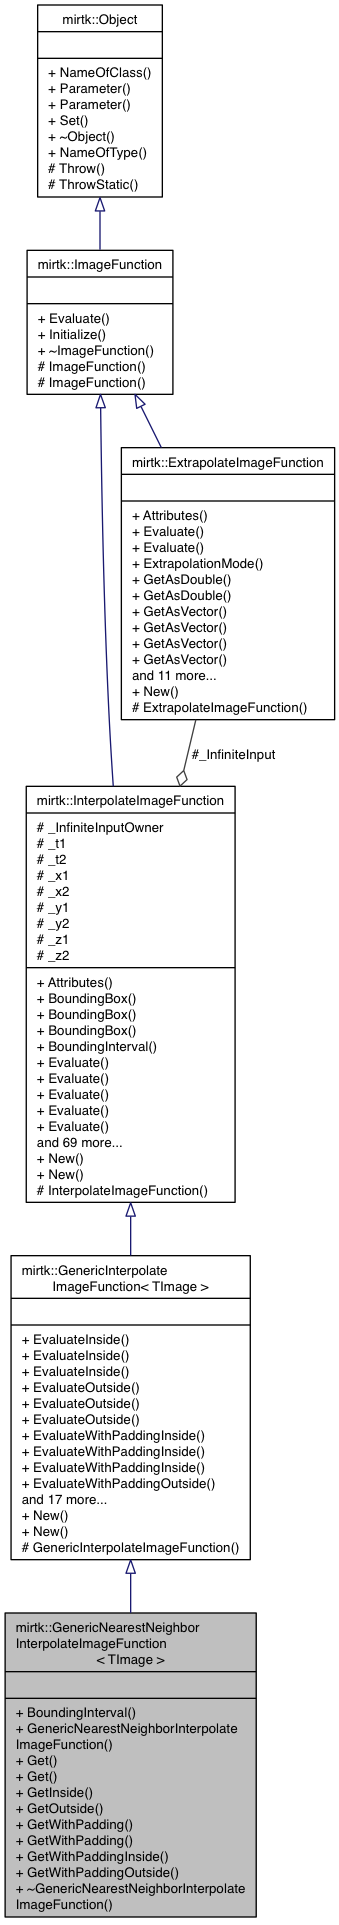 mirtk::Object
+ NameOfClass()
+ Parameter()
+ Parameter()
+ Set()
+ ~Object()
+ NameOfType()
# Throw()
# ThrowStatic()
mirtk::ImageFunction
+ Evaluate()
+ Initialize()
+ ~ImageFunction()
# ImageFunction()
# ImageFunction()
mirtk::ExtrapolateImageFunction
+ Attributes()
+ Evaluate()
+ Evaluate()
+ ExtrapolationMode()
+ GetAsDouble()
+ GetAsDouble()
+ GetAsVector()
+ GetAsVector()
+ GetAsVector()
+ GetAsVector()
and 11 more...
+ New()
# ExtrapolateImageFunction()
#_InfiniteInput
mirtk::InterpolateImageFunction
# _InfiniteInputOwner
# _t1
# _t2
# _x1
# _x2
# _y1
# _y2
# _z1
# _z2
+ Attributes()
+ BoundingBox()
+ BoundingBox()
+ BoundingBox()
+ BoundingInterval()
+ Evaluate()
+ Evaluate()
+ Evaluate()
+ Evaluate()
+ Evaluate()
and 69 more...
+ New()
+ New()
# InterpolateImageFunction()
mirtk::GenericInterpolate
ImageFunction< TImage >
+ EvaluateInside()
+ EvaluateInside()
+ EvaluateInside()
+ EvaluateOutside()
+ EvaluateOutside()
+ EvaluateOutside()
+ EvaluateWithPaddingInside()
+ EvaluateWithPaddingInside()
+ EvaluateWithPaddingInside()
+ EvaluateWithPaddingOutside()
and 17 more...
+ New()
+ New()
# GenericInterpolateImageFunction()
mirtk::GenericNearestNeighbor
InterpolateImageFunction
< TImage >
+ BoundingInterval()
+ GenericNearestNeighborInterpolate
ImageFunction()
+ Get()
+ Get()
+ GetInside()
+ GetOutside()
+ GetWithPadding()
+ GetWithPadding()
+ GetWithPaddingInside()
+ GetWithPaddingOutside()
+ ~GenericNearestNeighborInterpolate
ImageFunction()